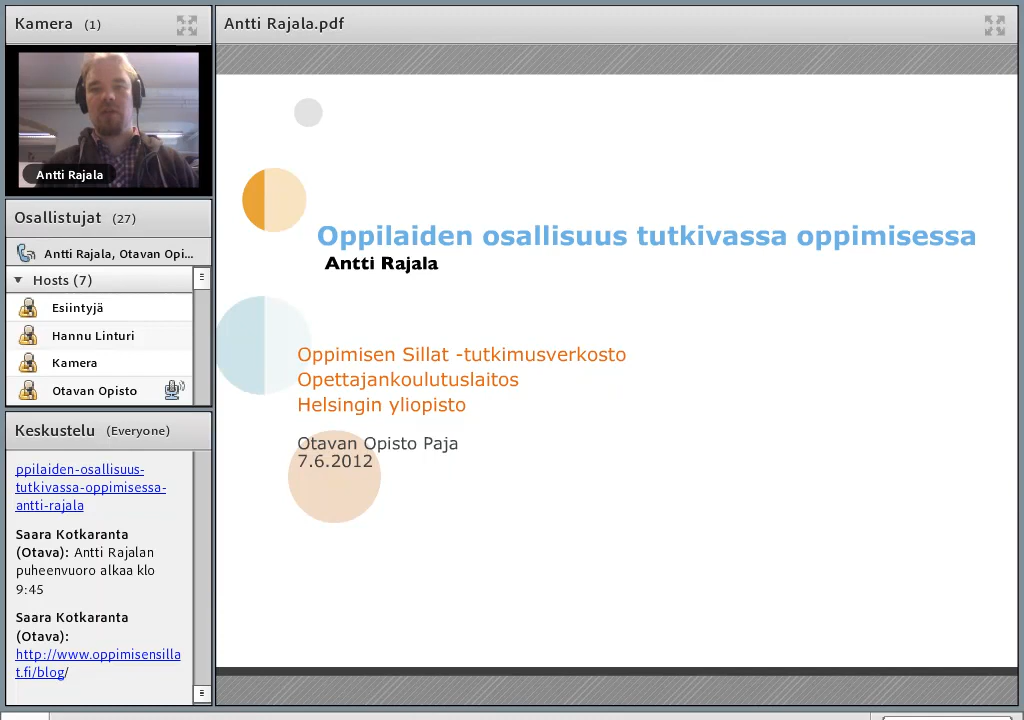 Kamera (1)
Antti Rajala
Osallistujat (27)
Antti Rajala, Otavan Opi...
Hosts (7)
Esiintyjä
Hannu Linturi
Kamera
Otavan Opisto
Keskustelu (Everyone)
ppilaiden-osallisuus-
tutkivassa-oppimisessa-
antti-rajala
Saara Kotkaranta
(Otava): Antti Rajalan
puheenvuoro alkaa klo
9:45
Saara Kotkaranta
(Otava):
http://www.oppimisensilla
t.fi/blog/
Antti Rajala.pdf
Oppilaiden osallisuus tutkivassa oppimisessa
Antti Rajala
Oppimisen Sillat -tutkimusverkosto
Opettajankoulutuslaitos
Helsingin yliopisto
Otavan Opisto Paja
7.6.2012